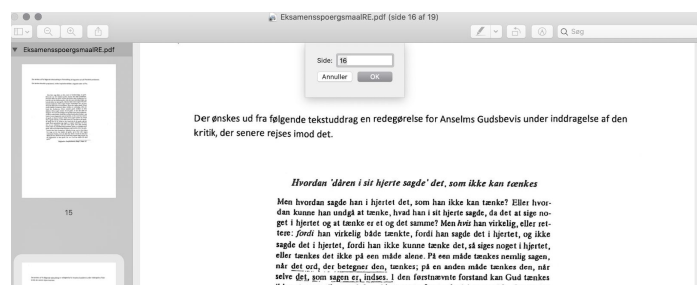 EksamensspoergsmaalRE.pdf (side 16 af 19)
Søg
EksamensspoergsmaalRE.pdf
Side: 16
Annuller OK
Der ønskes ud fra følgende tekstuddrag en redegørelse for Anselms Gudsbevis under inddragelse af den
kritik, der senere rejses imod det.
Hvordan 'dåren i sit hjerte sagde' det, som ikke kan tænkes
Men hvordan sagde han i hjertet det, som han ikke kan tænke? Eller hvor-
dan kunne han undgå at tænke, hvad han i sit hjerte sagde, da det at sige no-
get i hjertet og at tænke er et og det samme? Men hvis han virkelig, eller ret-
tere: fordi han virkelig både tænkte, fordi han sagde det i hjertet, og ikke
sagde det i hjertet, fordi han ikke kunne tænke det, så siges noget i hjertet,
eller tænkes det ikke på een måde alene. På een måde tænkes nemlig sagen,
når det ord, der betegner den, tænkes; på en anden måde tænkes den, når
selve det, som sagen er, indses. I den førstnævnte forstand kan Gud tænkes
15